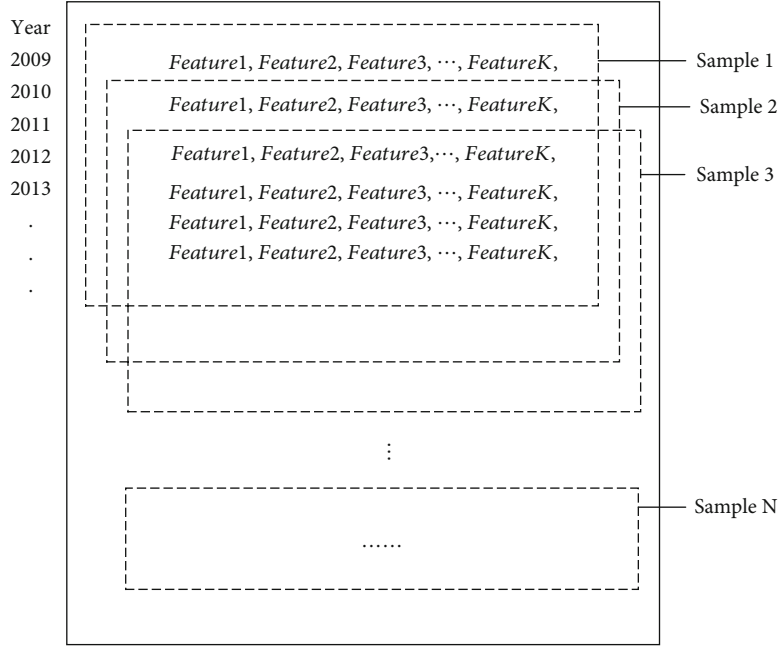 Year
2009
2010
2011
2012
2013
.
.
.
Feature1, Feature2, Feature3, ⋯, FeatureK,
Feature1, Feature2, Feature3, ⋯, FeatureK,
Feature1, Feature2, Feature3,⋯, FeatureK,
Feature1, Feature2, Feature3, ⋯, FeatureK,
Feature1, Feature2, Feature3, ⋯, FeatureK,
Feature1, Feature2, Feature3, ⋯, FeatureK,
⋮
⋯⋯
Sample 1
Sample 2
Sample 3
Sample N